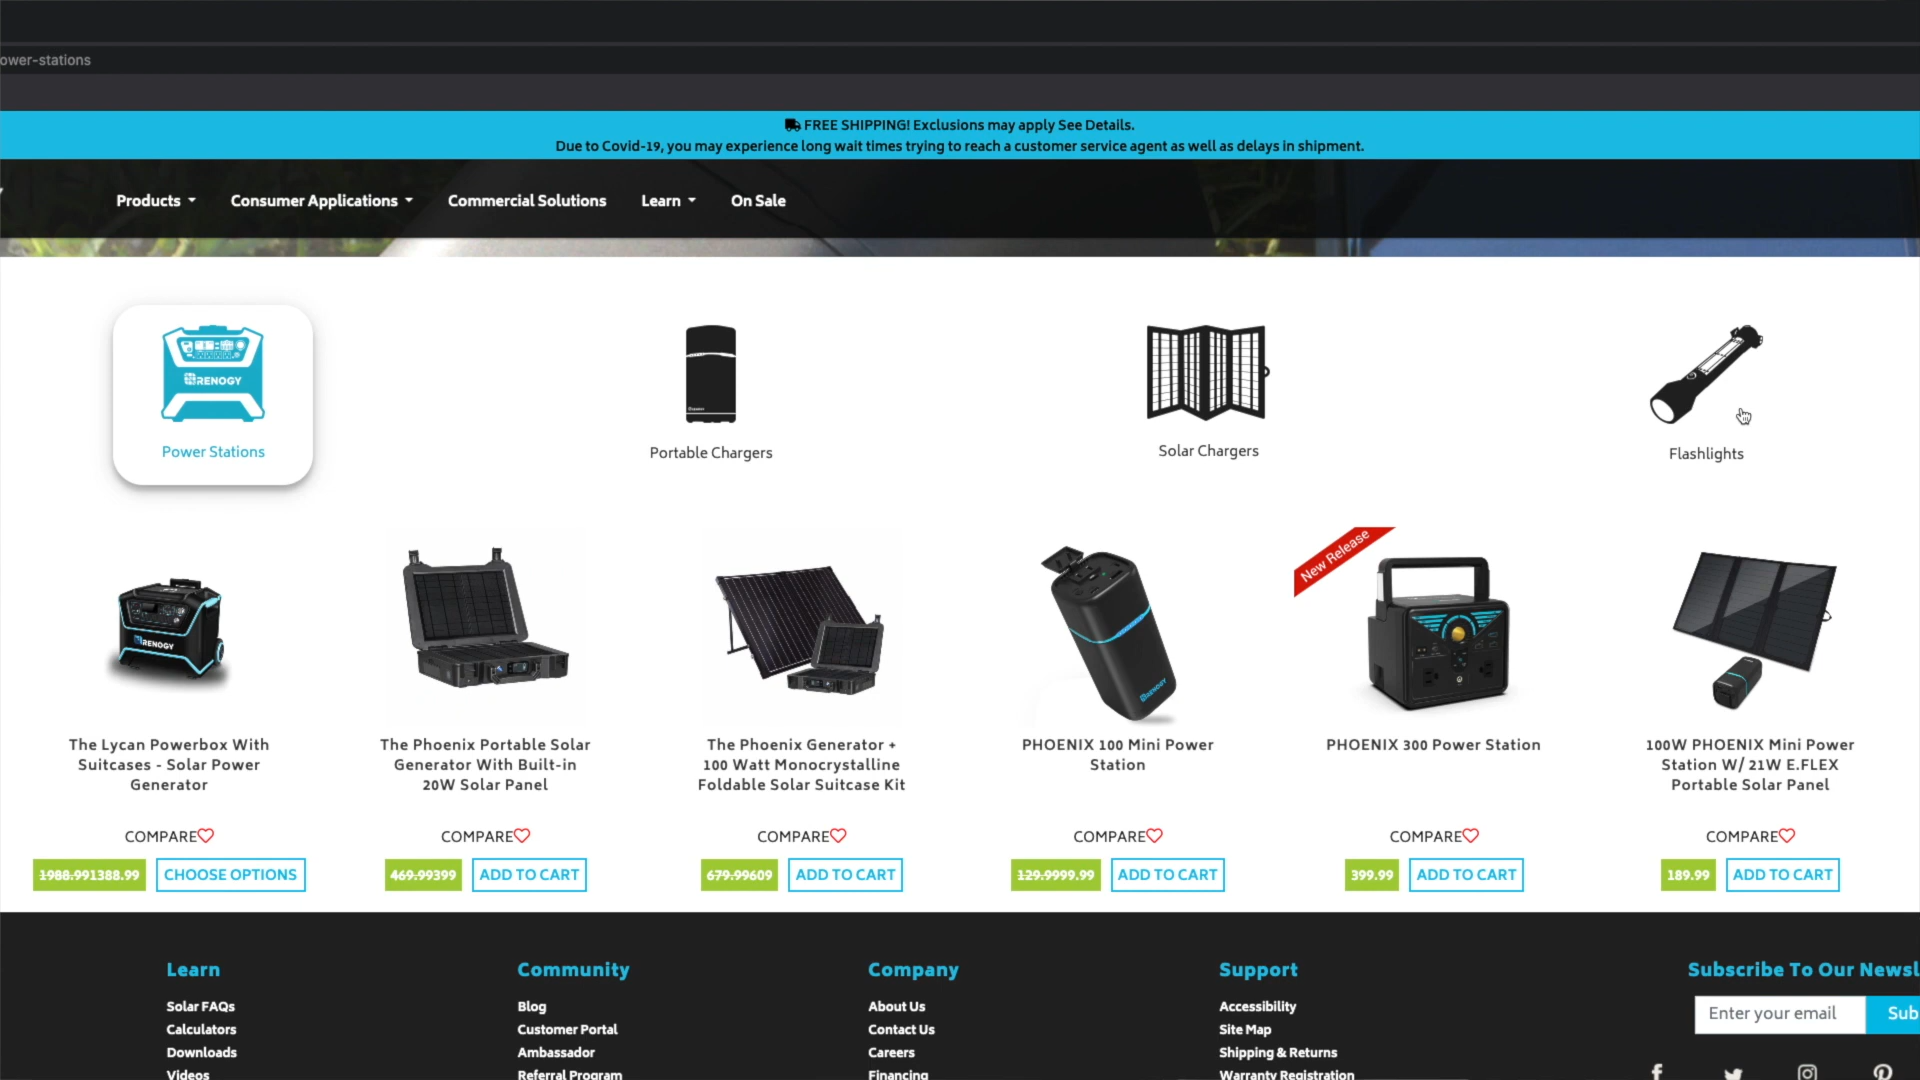 ower-stations
FREE SHIPPING! Exclusions may apply See Details.
Due to Covid-19, you may experience long wait times trying to reach a customer service agent as well as delays in shipment.
Products
Consumer Applications
Commercial Solutions
Learn
On Sale
RENOGY
Power Stations
Portable Chargers
Solar Chargers
Flashlights
RENOGY
RENOGY
New Release
The Lycan Powerbox With
Suitcases - Solar Power
Generator
The Phoenix Portable Solar
Generator With Built-in
20W Solar Panel
The Phoenix Generator +
100 Watt Monocrystalline
Foldable Solar Suitcase Kit
PHOENIX 100 Mini Power
Station
PHOENIX 300 Power Station
100W PHOENIX Mini Power
Station W/ 21W E.FLEX
Portable Solar Panel
COMPARE
COMPARE
COMPARE
COMPARE
COMPARE
COMPARE
1988.991388.99
CHOOSE OPTIONS
469.99399
ADD TO CART
679.99609
ADD TO CART
129.9999.99
ADD TO CART
399.99
ADD TO CART
189.99
ADD TO CART
Learn
Solar FAQs
Calculators
Downloads
Videos
Community
Blog
Customer Portal
Ambassador
Referral Program
Company
About Us
Contact Us
Careers
Financing
Support
Accessibility
Site Map
Shipping & Returns
Warranty Registration
Subscribe To Our Newsl
Enter your email
Sub